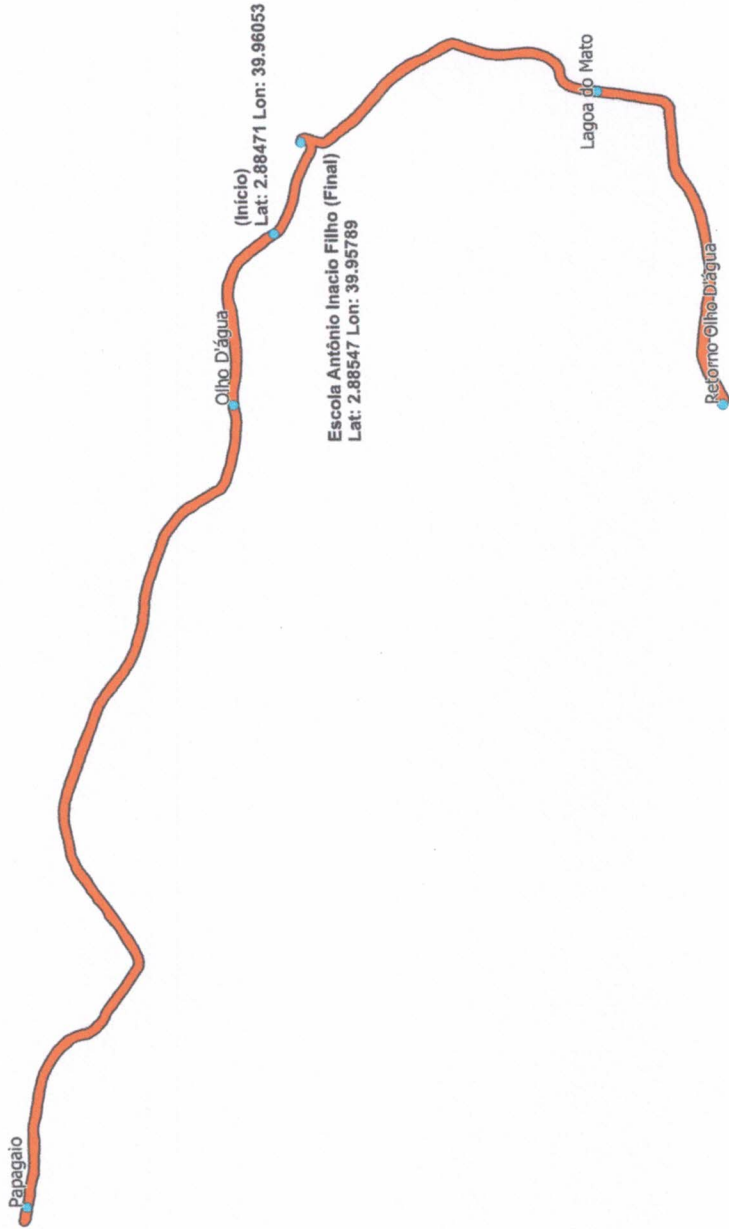 Papagaio
Olho D'água
(Início)
Lat: 2.88471 Lon: 39.96053
Escola Antônio Inacio Filho (Final)
Lat: 2.88547 Lon: 39.95789
Lagoa do Mato
Retorno Olho D'água